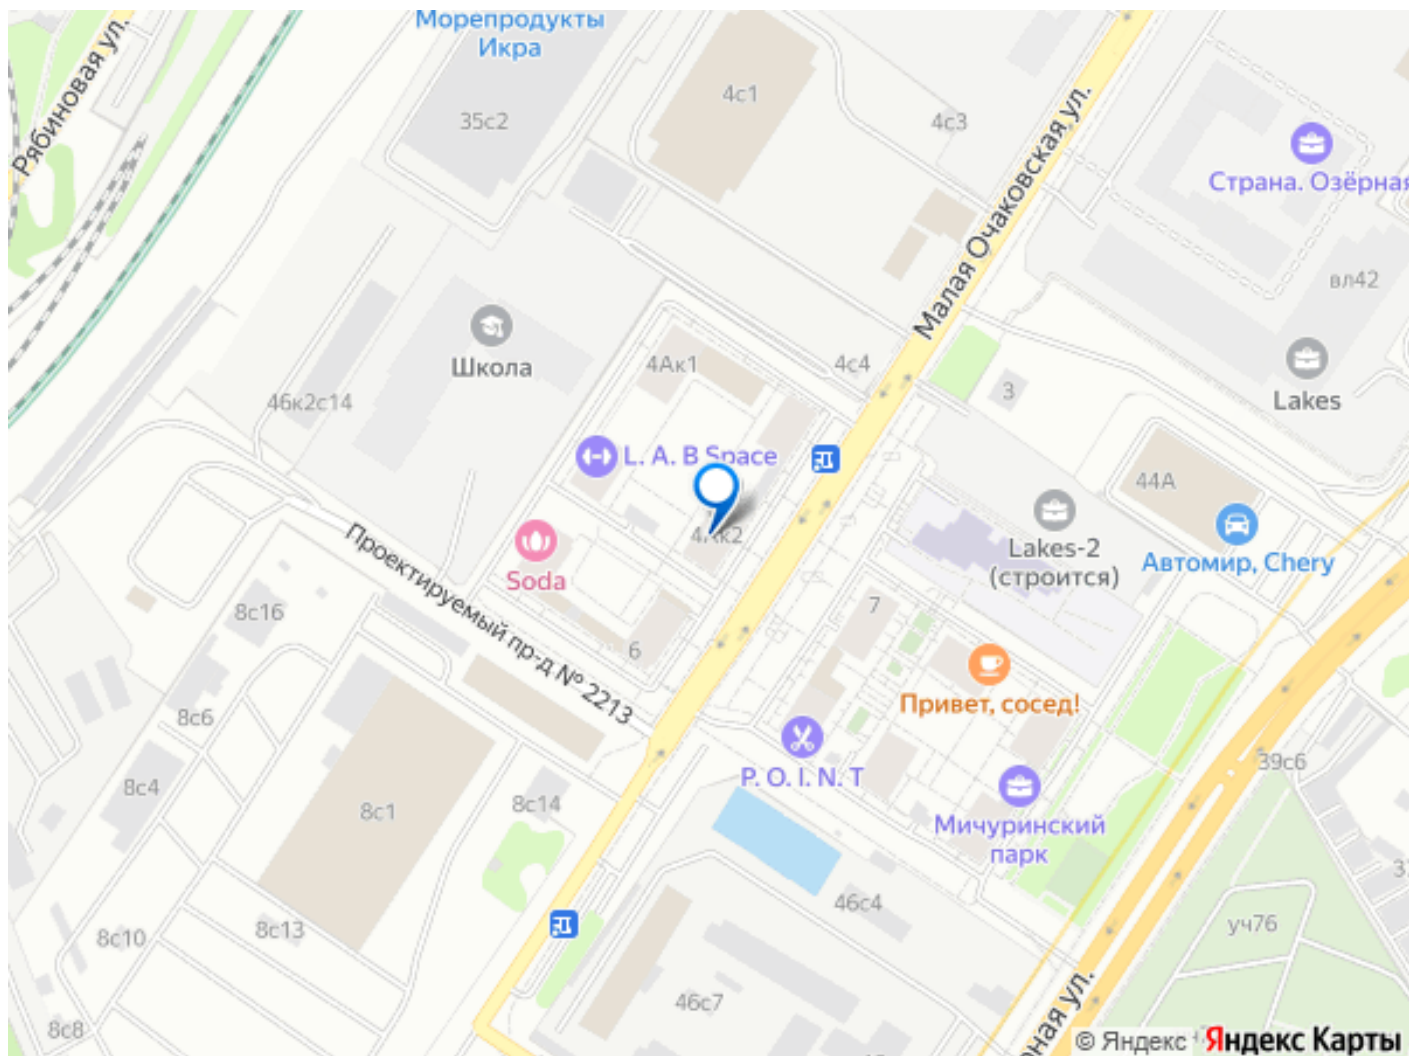 Морепродукты
Икра
Рябиновая ул.
35с2
4с1
4с3
Малая Очаковская ул.
Страна. Озёрная
вл42
Школа
4Ак1
4с4
46к2с14
3
Lakes
L. A. B Space
44А
4Ак2
Lakes-2
(строится)
Автомир, Chery
Soda
Проектируемый пр-д № 2213
8с16
7
6
Привет, сосед!
8с6
P. O. I. N. T
39с6
8с4
8с1
8с14
Мичуринский
парк
46с4
уч76
8с10
8с13
46с7
8с8
рная ул.
© Яндекс
Яндекс Карты